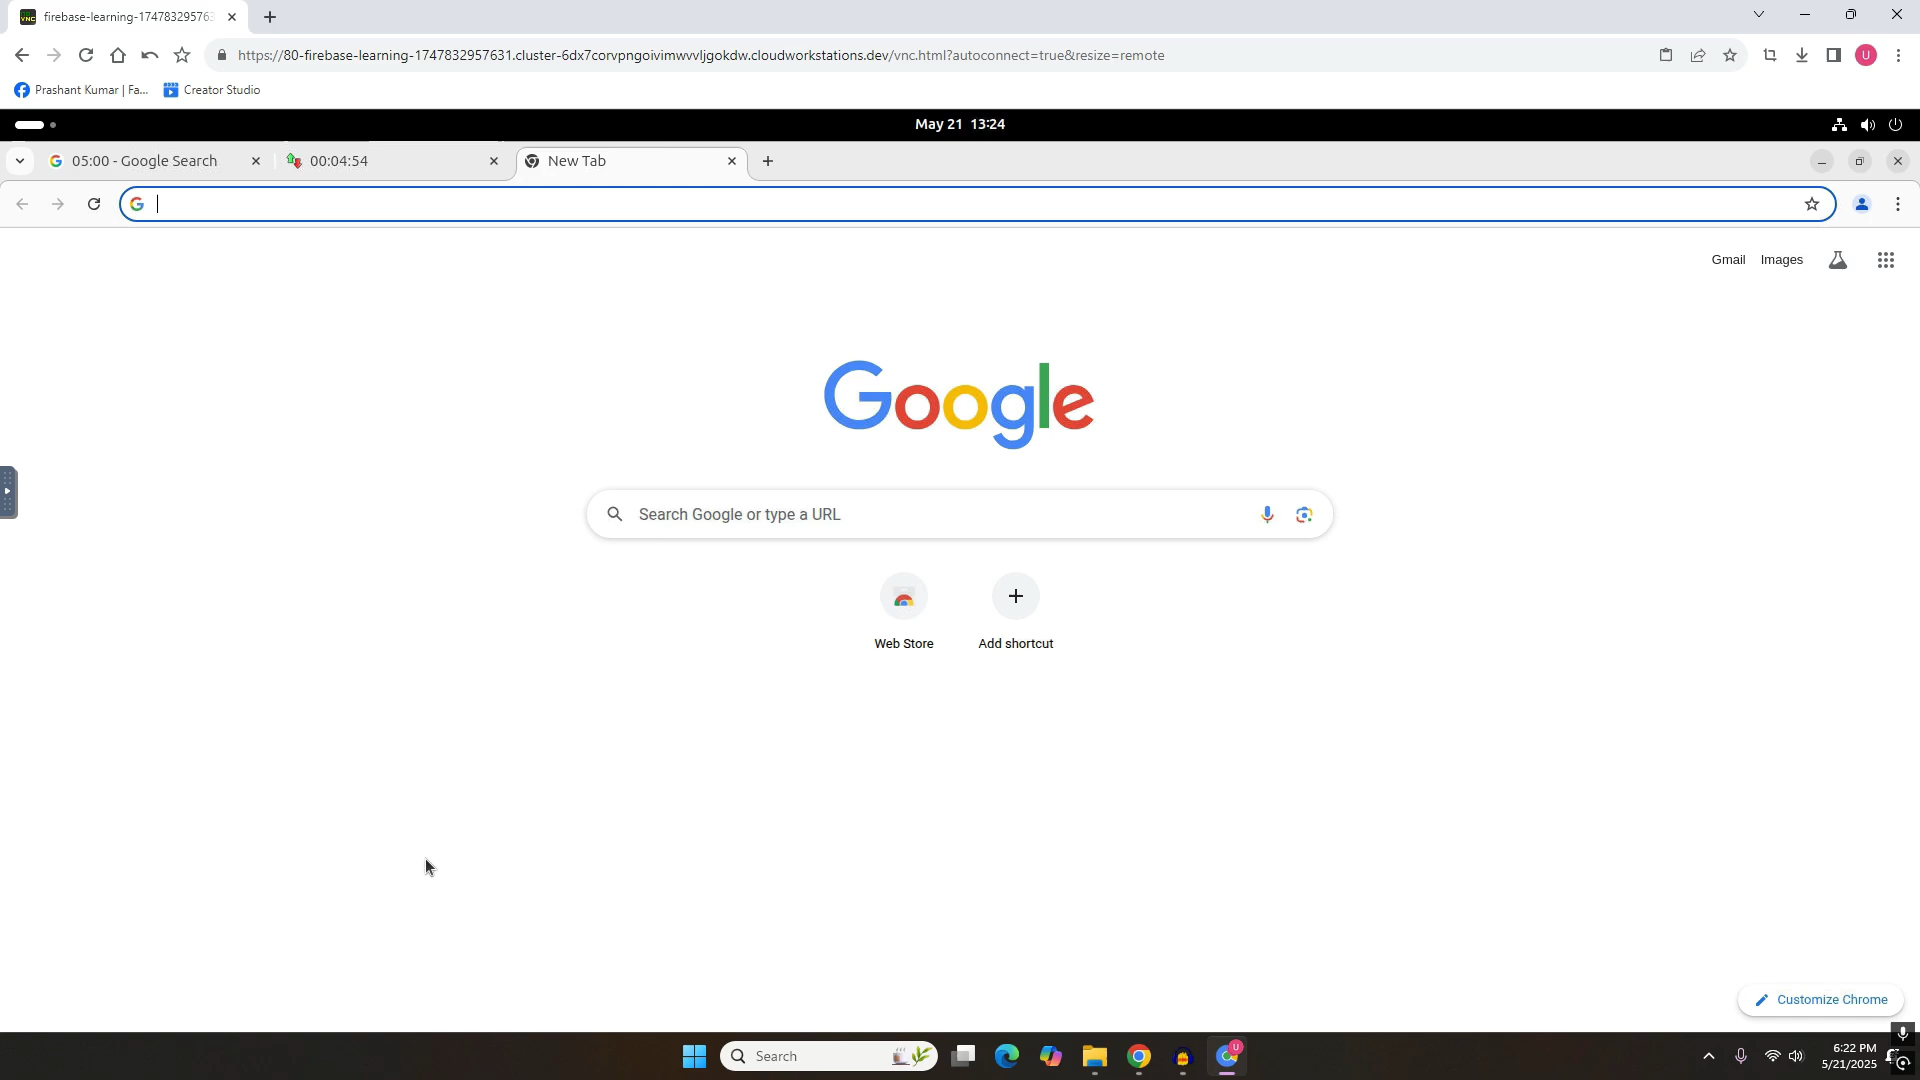 firebase-learning-17478329576
https://80-firebase-learning-1747832957631.cluster-6dx7corvpngoivimwvvljgokdw.cloudworkstations.dev/vnc.html?autoconnect=true&resize=remote
Prashant Kumar | Fa...
Creator Studio
May 21 13:24
05:00 - Google Search
00:04:54
New Tab
Gmail
Images
Google
Search Google or type a URL
Web Store
Add shortcut
Customize Chrome
Search
6:22 PM
5/21/2025